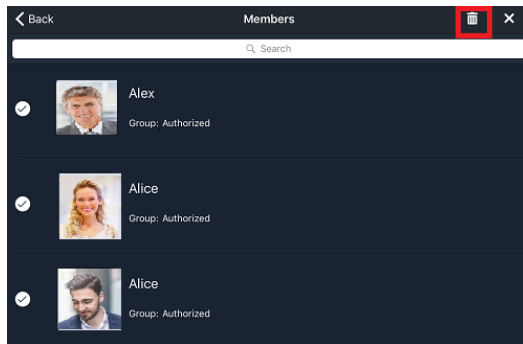 Back
Members
Search
Alex
Group: Authorized
Alice
Group: Authorized
Alice
Group: Authorized